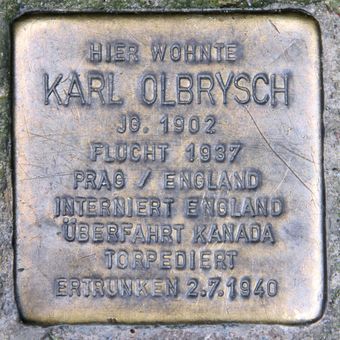 HIER WOHNTE
KARL OLBRYSCH
JG. 1902
FLUCHT 1937
PRAG / ENGLAND
INTERNIERT ENGLAND
ÜBERFAHRT KANADA
TORPEDIERT
ERTRUNKEN 2.7.1940